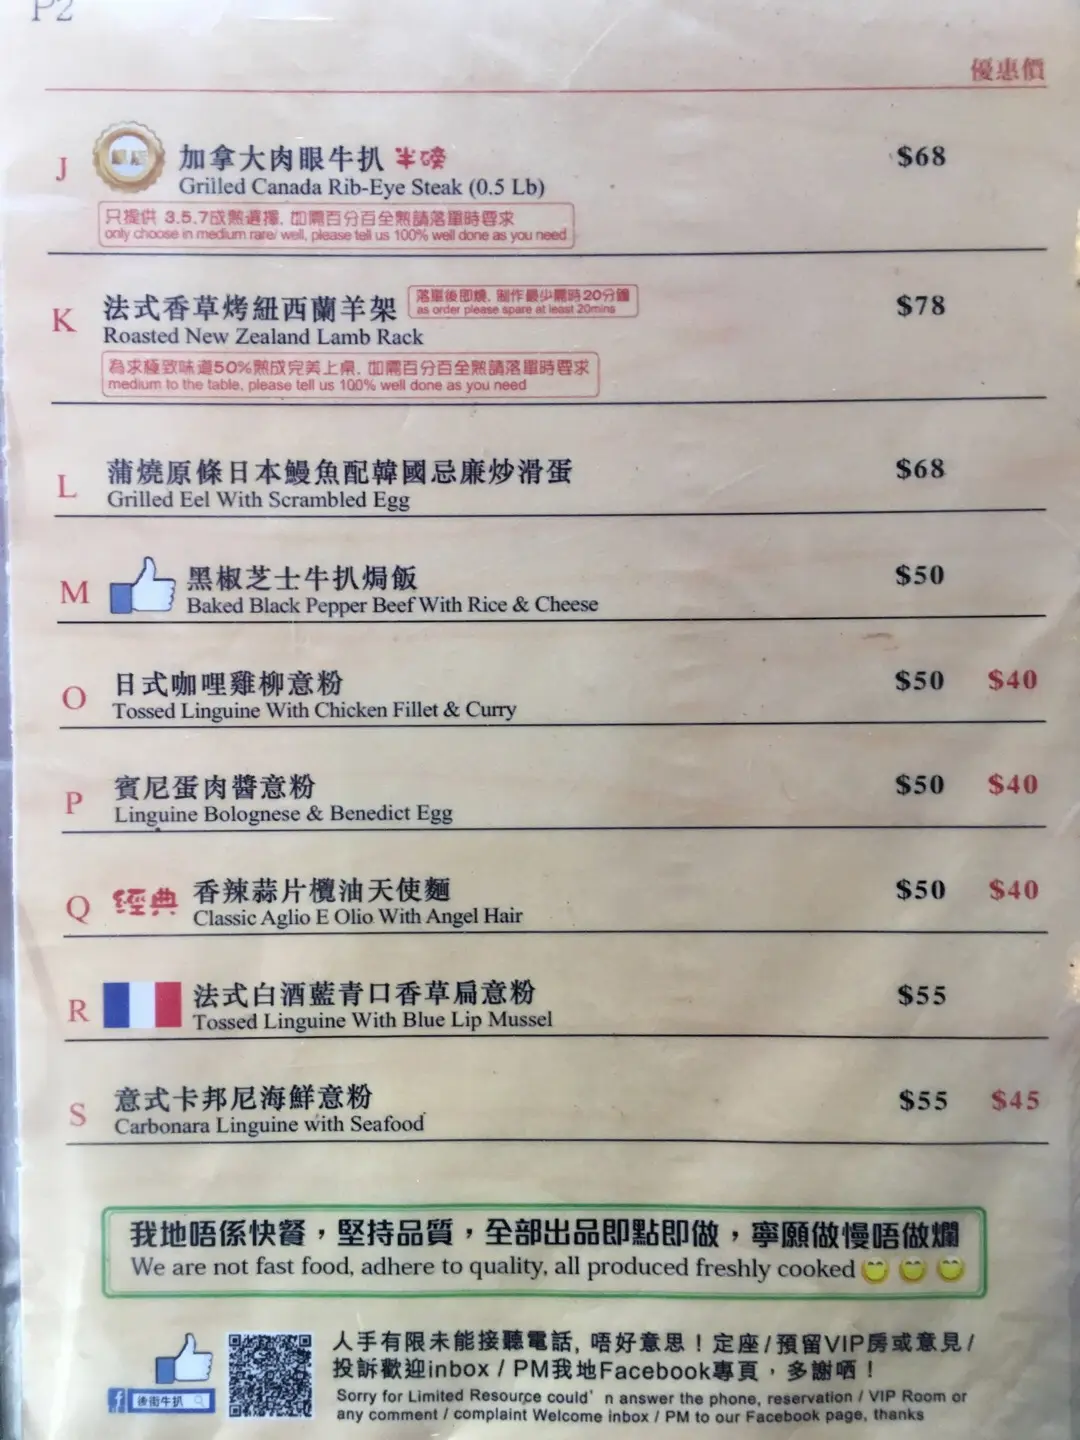 P2
優惠價
J 加拿大肉眼牛扒 半磅 $68
Grilled Canada Rib-Eye Steak (0.5 Lb)
只提供 3.5.7成熟選擇, 如需百分百全熟請落單時要求
only choose in medium rare/ well, please tell us 100% well done as you need
K 法式香草烤紐西蘭羊架 $78
落單後即燒, 制作最少需時20分鐘
as order please spare at least 20mins
Roasted New Zealand Lamb Rack
為求極致味道50%熟成完美上桌, 如需百分百全熟請落單時要求
medium to the table, please tell us 100% well done as you need
L 蒲燒原條日本鰻魚配韓國忌廉炒滑蛋 $68
Grilled Eel With Scrambled Egg
M 黑椒芝士牛扒焗飯 $50
Baked Black Pepper Beef With Rice & Cheese
O 日式咖哩雞柳意粉 $50 $40
Tossed Linguine With Chicken Fillet & Curry
P 賓尼蛋肉醬意粉 $50 $40
Linguine Bolognese & Benedict Egg
Q 經典 香辣蒜片欖油天使麵 $50 $40
Classic Aglio E Olio With Angel Hair
R 法式白酒藍青口香草扁意粉 $55
Tossed Linguine With Blue Lip Mussel
S 意式卡邦尼海鮮意粉 $55 $45
Carbonara Linguine with Seafood
我地唔係快餐，堅持品質，全部出品即點即做，寧願做慢唔做爛
We are not fast food, adhere to quality, all produced freshly cooked
人手有限未能接聽電話, 唔好意思！定座/預留VIP房或意見/
投訴歡迎inbox / PM我地Facebook專頁，多謝晒！
f 後街牛扒
Sorry for Limited Resource could' n answer the phone, reservation / VIP Room or
any comment / complaint Welcome inbox / PM to our Facebook page, thanks